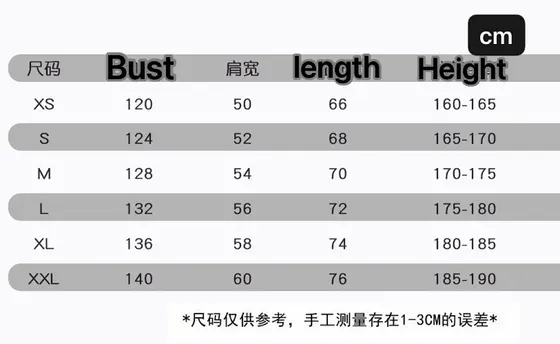 cm
尺码 Bust 肩宽 length Height
XS 120 50 66 160-165
S 124 52 68 165-170
M 128 54 70 170-175
L 132 56 72 175-180
XL 136 58 74 180-185
XXL 140 60 76 185-190
*尺码仅供参考，手工测量存在1-3CM的误差*